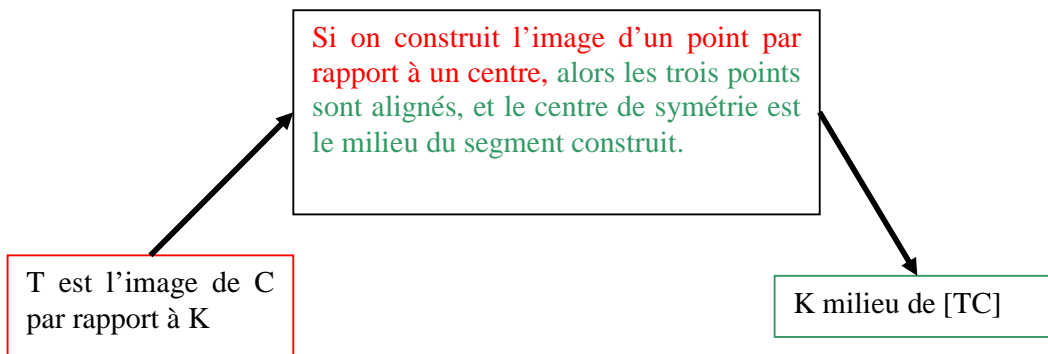 Si on construit l’image d’un point par
rapport à un centre, alors les trois points
sont alignés, et le centre de symétrie est
le milieu du segment construit.
T est l’image de C
par rapport à K
K milieu de [TC]